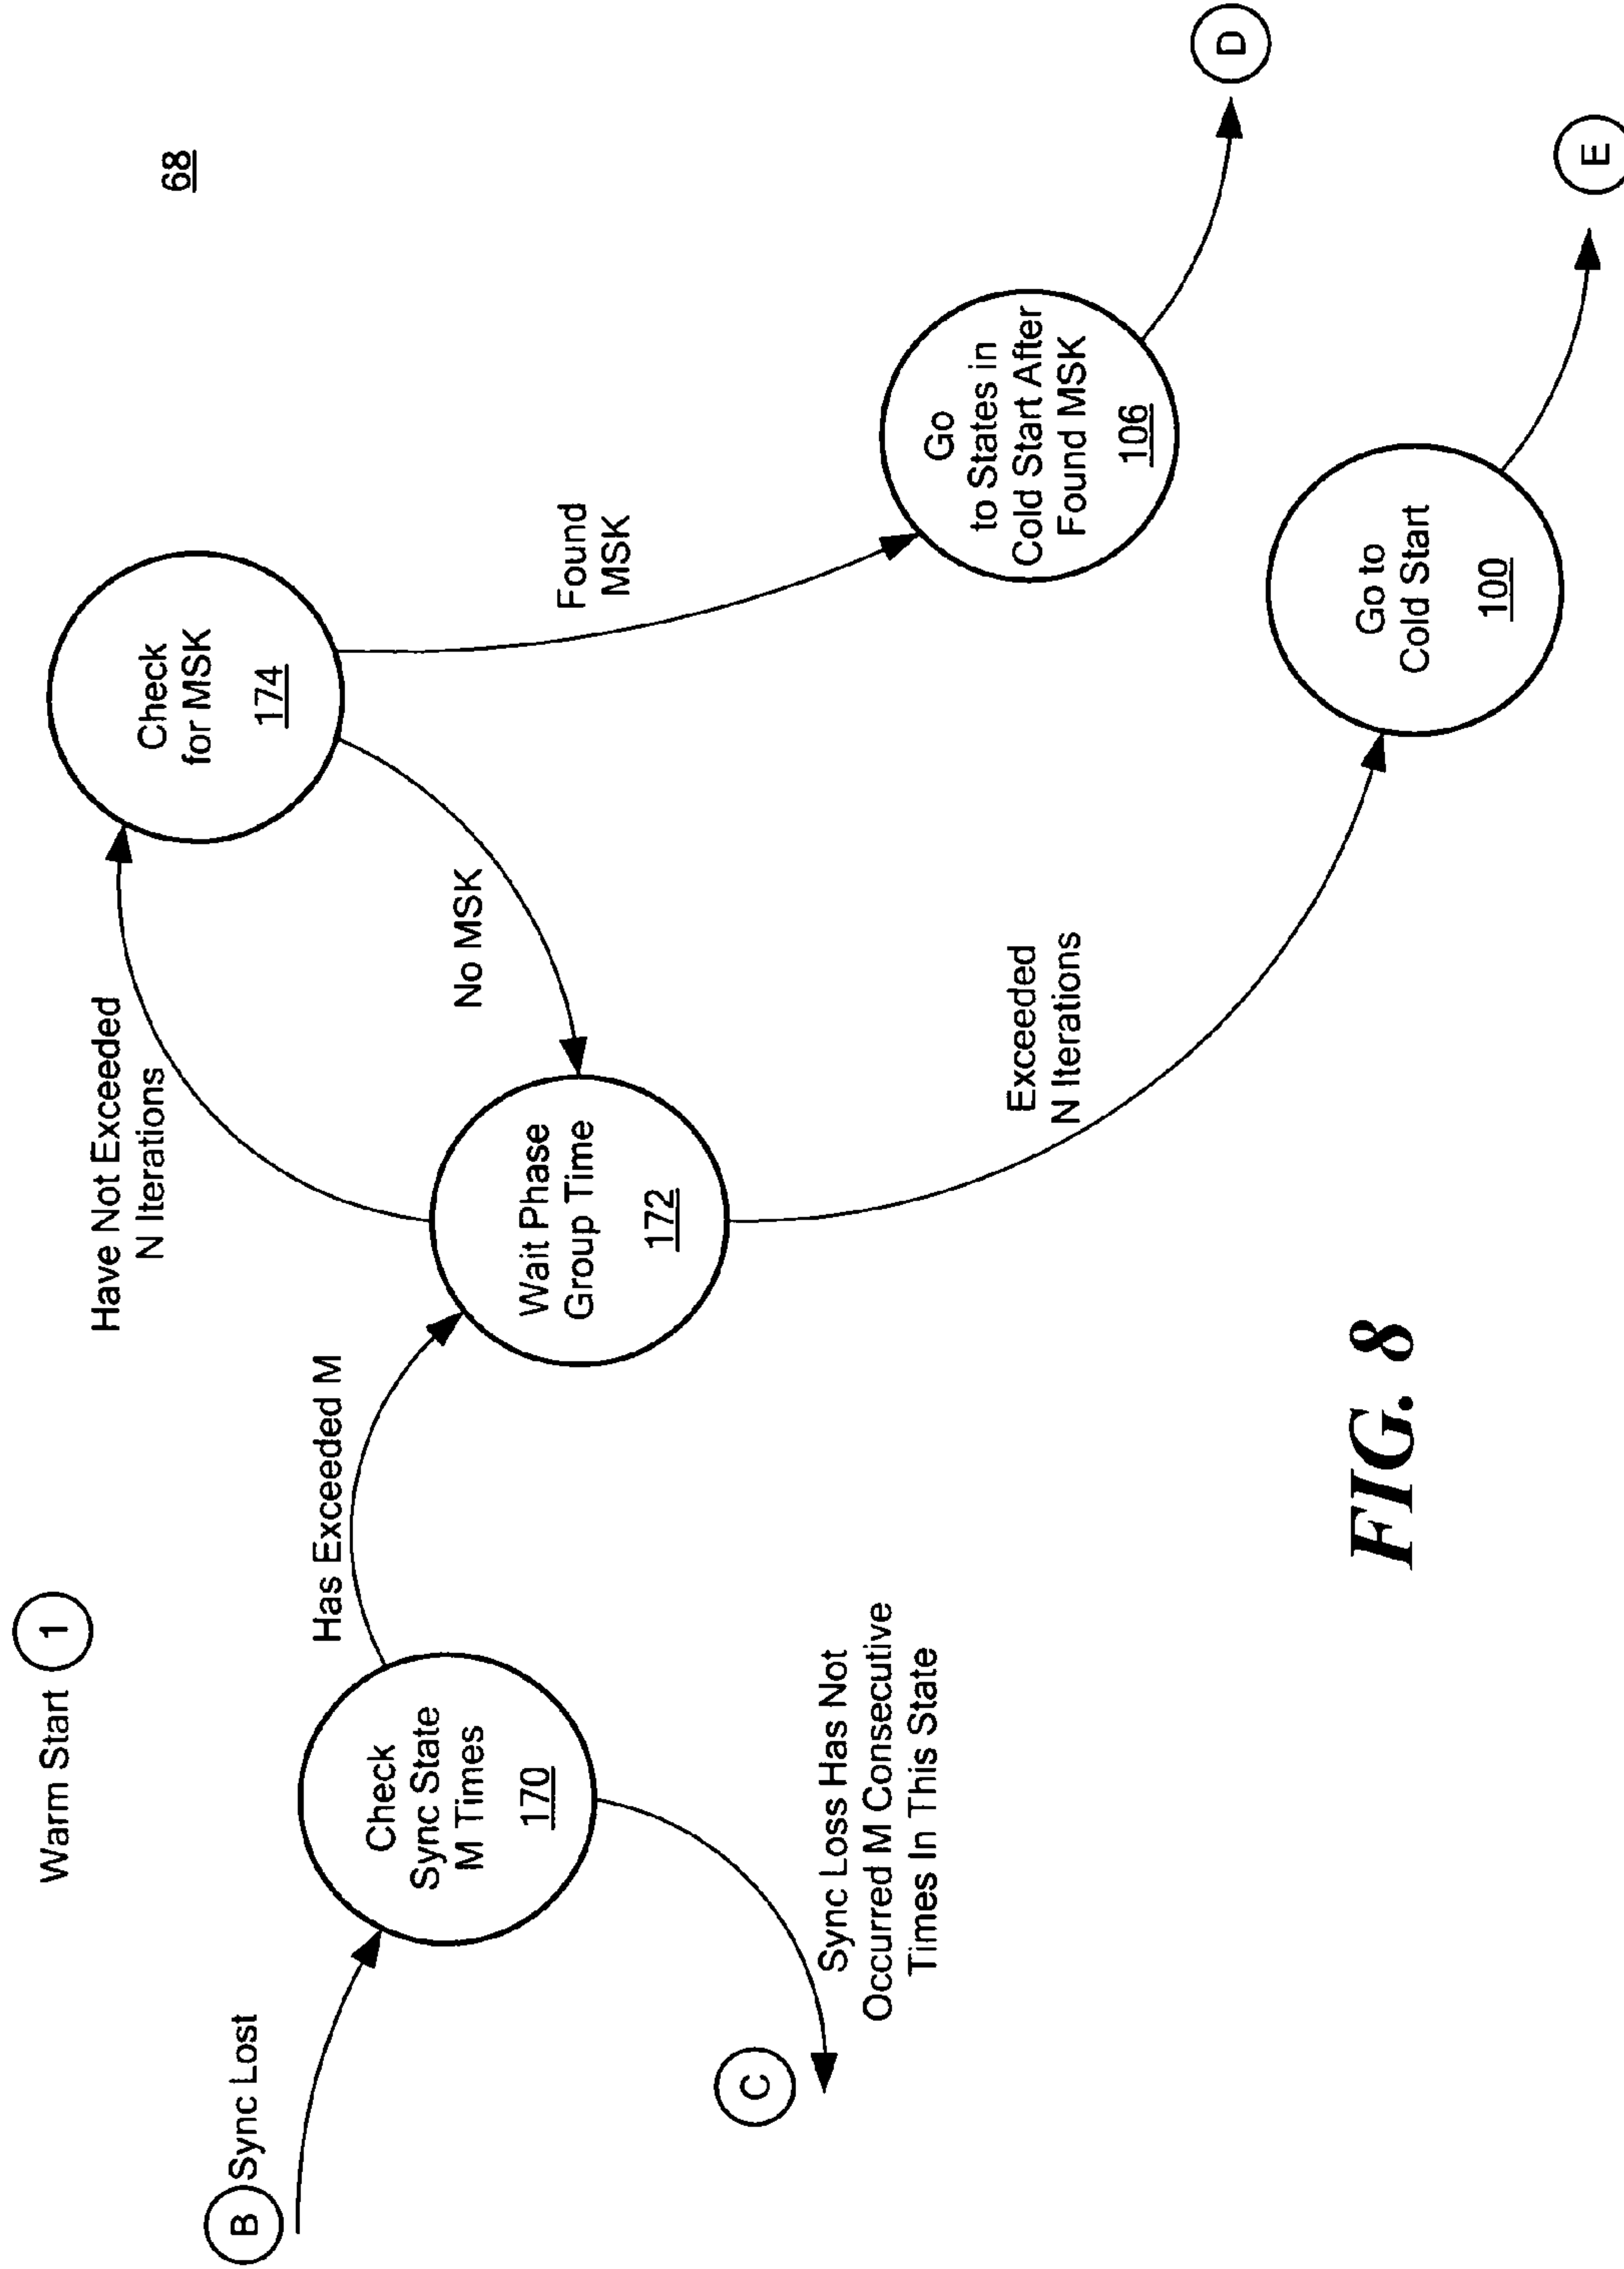 Warm Start
1
68
B
Sync Lost
Check
Sync State
M Times
170
Has Exceeded M
C
Sync Loss Has Not
Occurred M Consecutive
Times In This State
Have Not Exceeded
N Iterations
Wait Phase
Group Time
172
No MSK
Check
for MSK
174
Found
MSK
Exceeded
N Iterations
Go
to States in
Cold Start After
Found MSK
106
D
Go to
Cold Start
100
E
FIG. 8